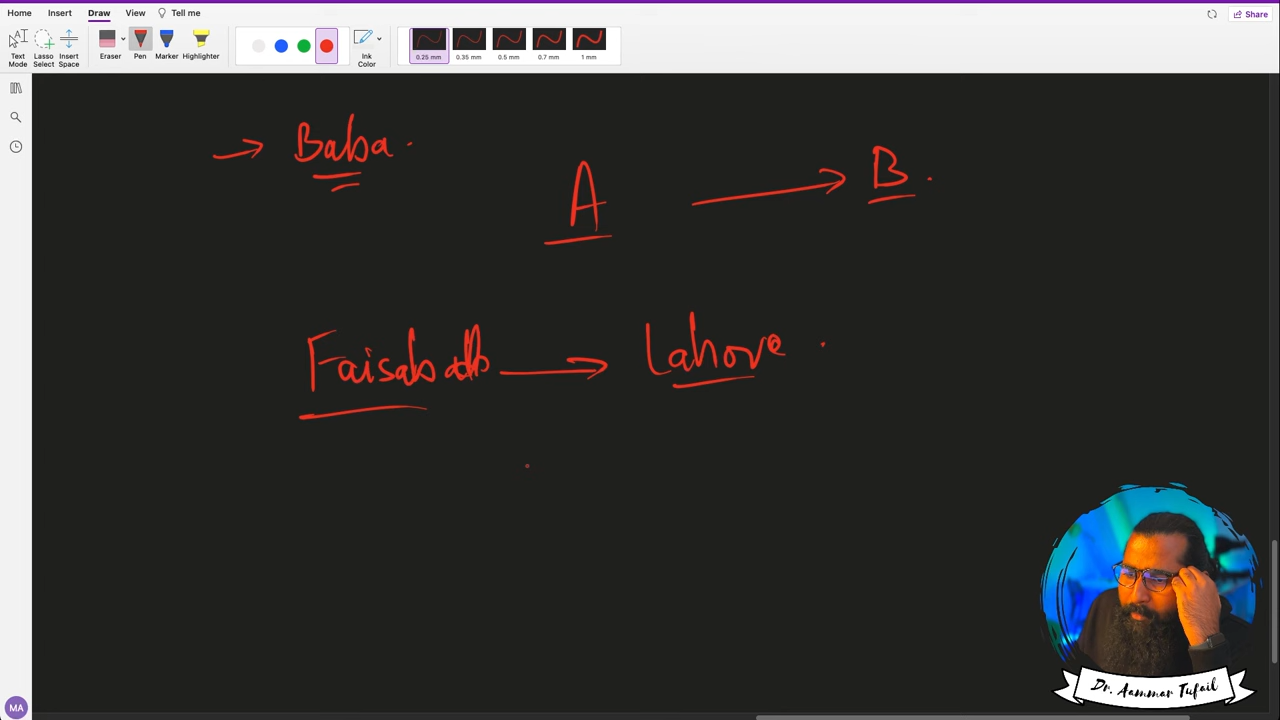 Home Insert Draw View Tell me
Share
Text Mode Lasso Select Insert Space Eraser Pen Marker Highlighter Ink Color 0.25 mm 0.35 mm 0.5 mm 0.7 mm 1 mm
→ Baba.
A → B.
→ Lahore.
MA
Dr. Aammar Tufail